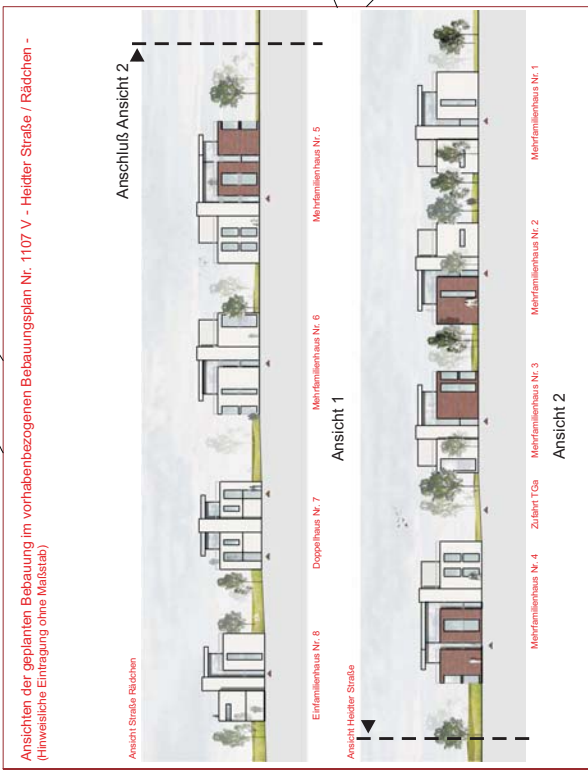 Ansichten der geplanten Bebauung im vorhabenbezogenen Bebauungsplan Nr. 1107 V - Heidter Straße / Rädchen -
(Hinweisliche Eintragung ohne Maßstab)
Anschluß Ansicht 2
Ansicht Straße Rädchen
Einfamilienhaus Nr. 8
Doppelhaus Nr. 7
Mehrfamilienhaus Nr. 6
Mehrfamilienhaus Nr. 5
Ansicht 1
Ansicht Heidter Straße
Mehrfamilienhaus Nr. 4
Zufahrt TGa
Mehrfamilienhaus Nr. 3
Mehrfamilienhaus Nr. 2
Mehrfamilienhaus Nr. 1
Ansicht 2